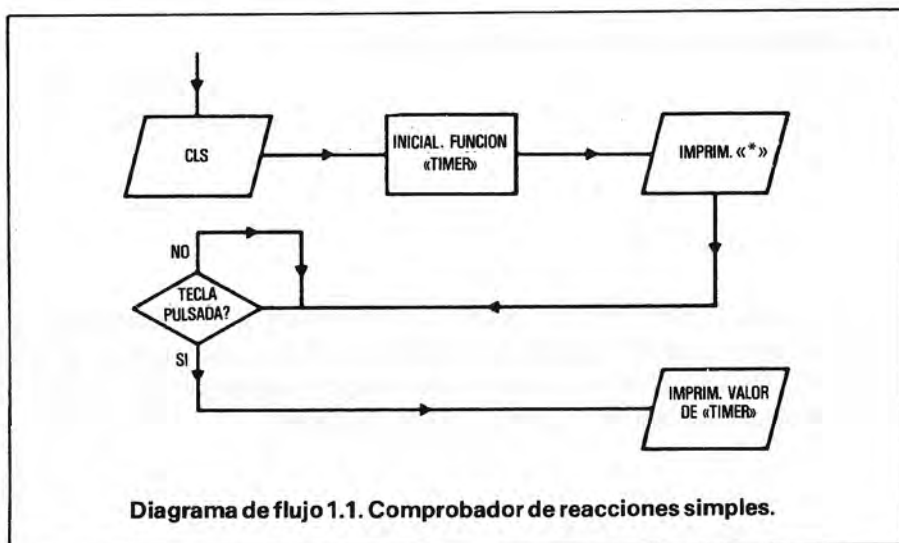 CLS
INICIAL. FUNCION
«TIMER»
IMPRIM. «*»
NO
TECLA
PULSADA?
SI
IMPRIM. VALOR
DE «TIMER»
Diagrama de flujo 1.1. Comprobador de reacciones simples.